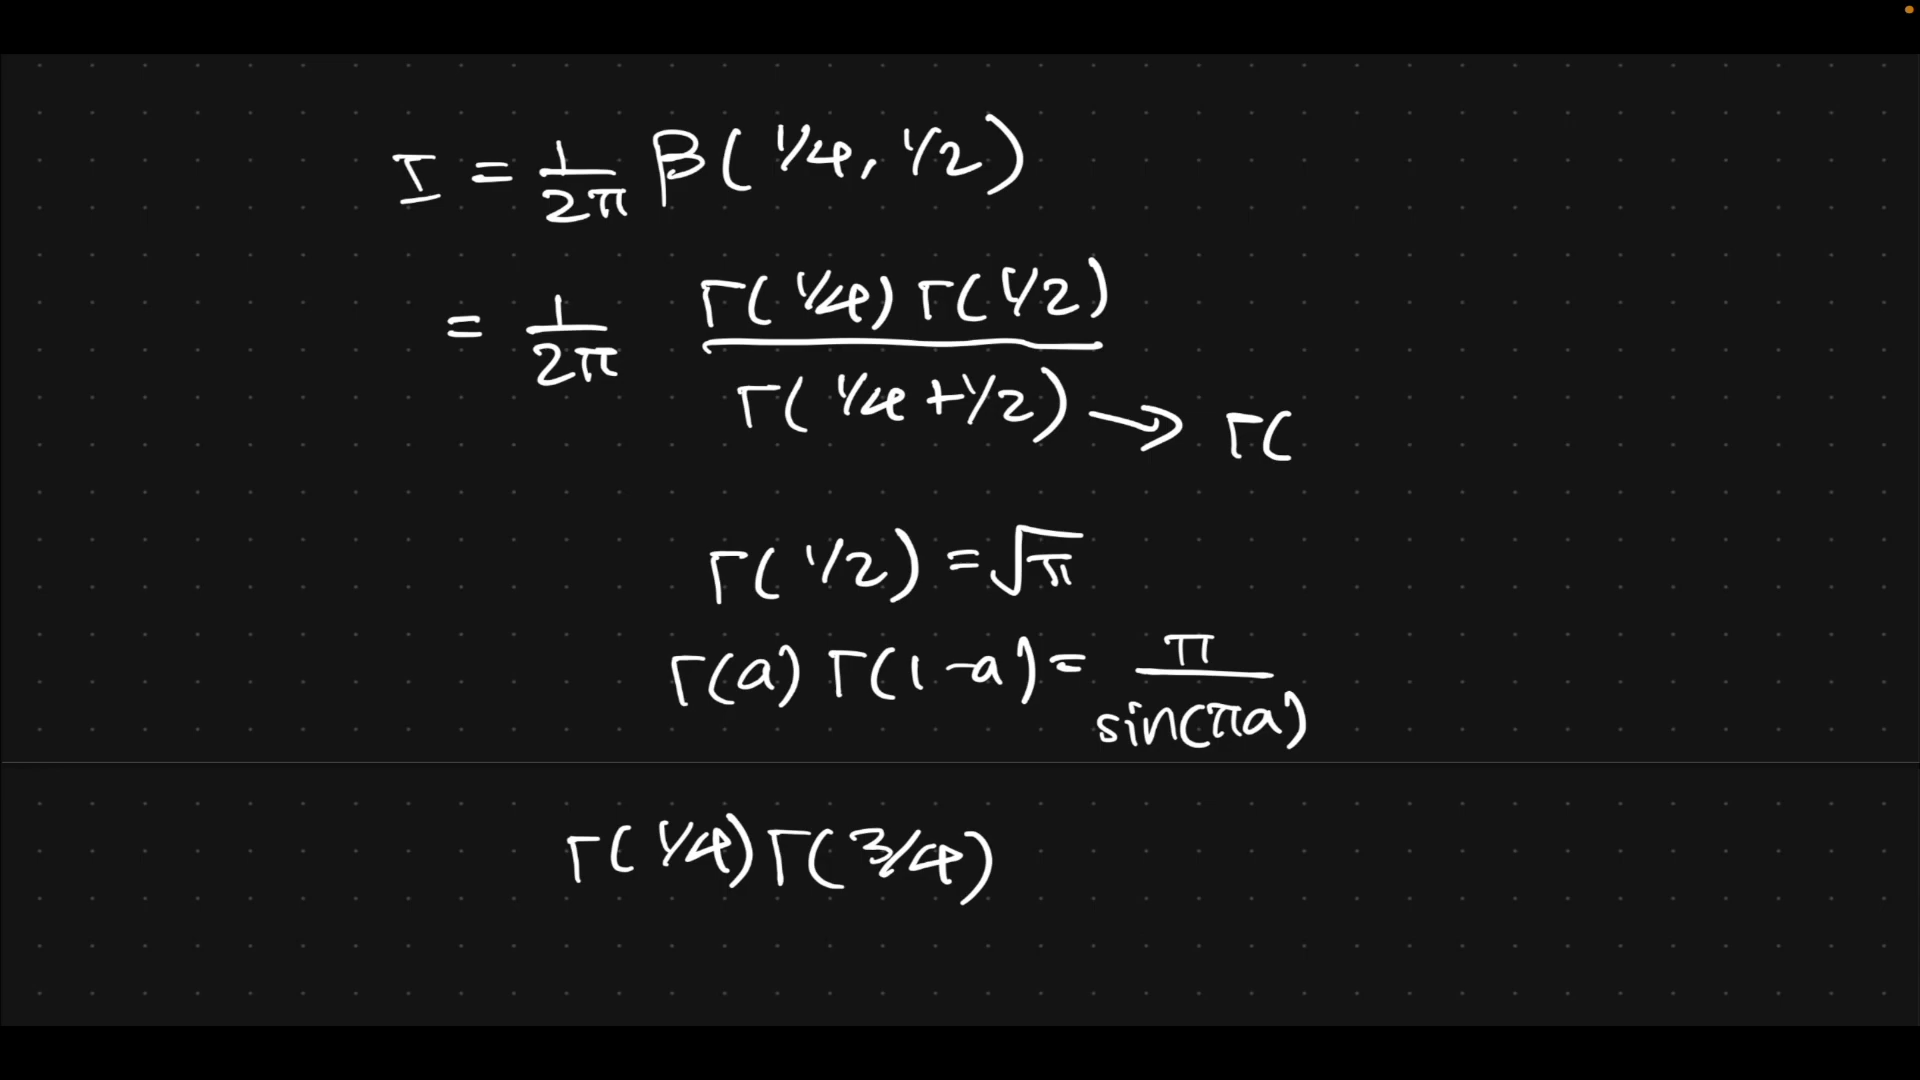 I = 1/2π β(1/4, 1/2)
= 1/2π Γ(1/4) Γ(1/2) / Γ(1/4 + 1/2) → Γ(
Γ(1/2) = √π
Γ(a) Γ(1-a) = π / sin(πa)
Γ(1/4) Γ(3/4)